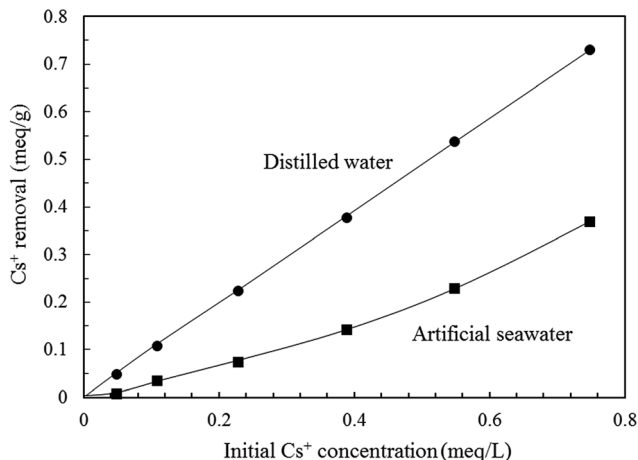 0.8
0.7
0.6
0.5
0.4
0.3
0.2
0.1
0
Cs⁺ removal (meq/g)
Distilled water
Artificial seawater
0 0.2 0.4 0.6 0.8
Initial Cs⁺ concentration (meq/L)